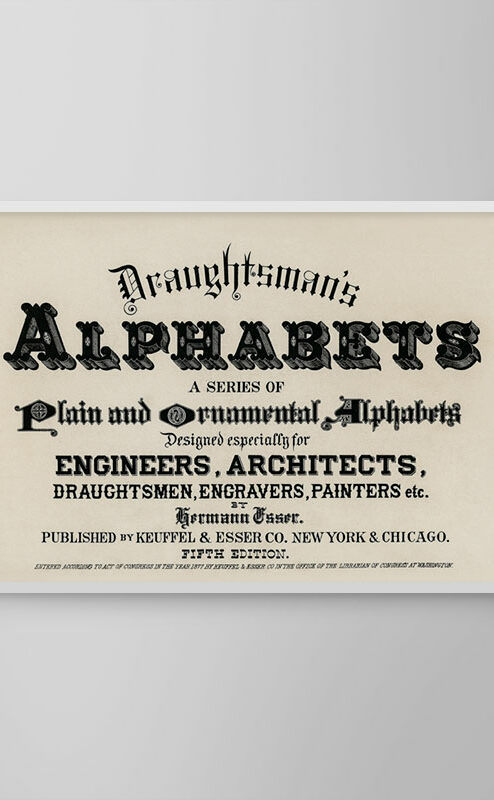 Draughtsman's
ALPHABETS
A SERIES OF
Plain and Ornamental Alphabets
Designed especially for
ENGINEERS, ARCHITECTS,
DRAUGHTSMEN, ENGRAVERS, PAINTERS etc.
BY
Hermann Esser.
PUBLISHED BY KEUFFEL & ESSER CO. NEW YORK & CHICAGO.
FIFTH EDITION.
ENTERED ACCORDING TO ACT OF CONGRESS IN THE YEAR 1877 BY KEUFFEL & ESSER CO IN THE OFFICE OF THE LIBRARIAN OF CONGRESS AT WASHINGTON.